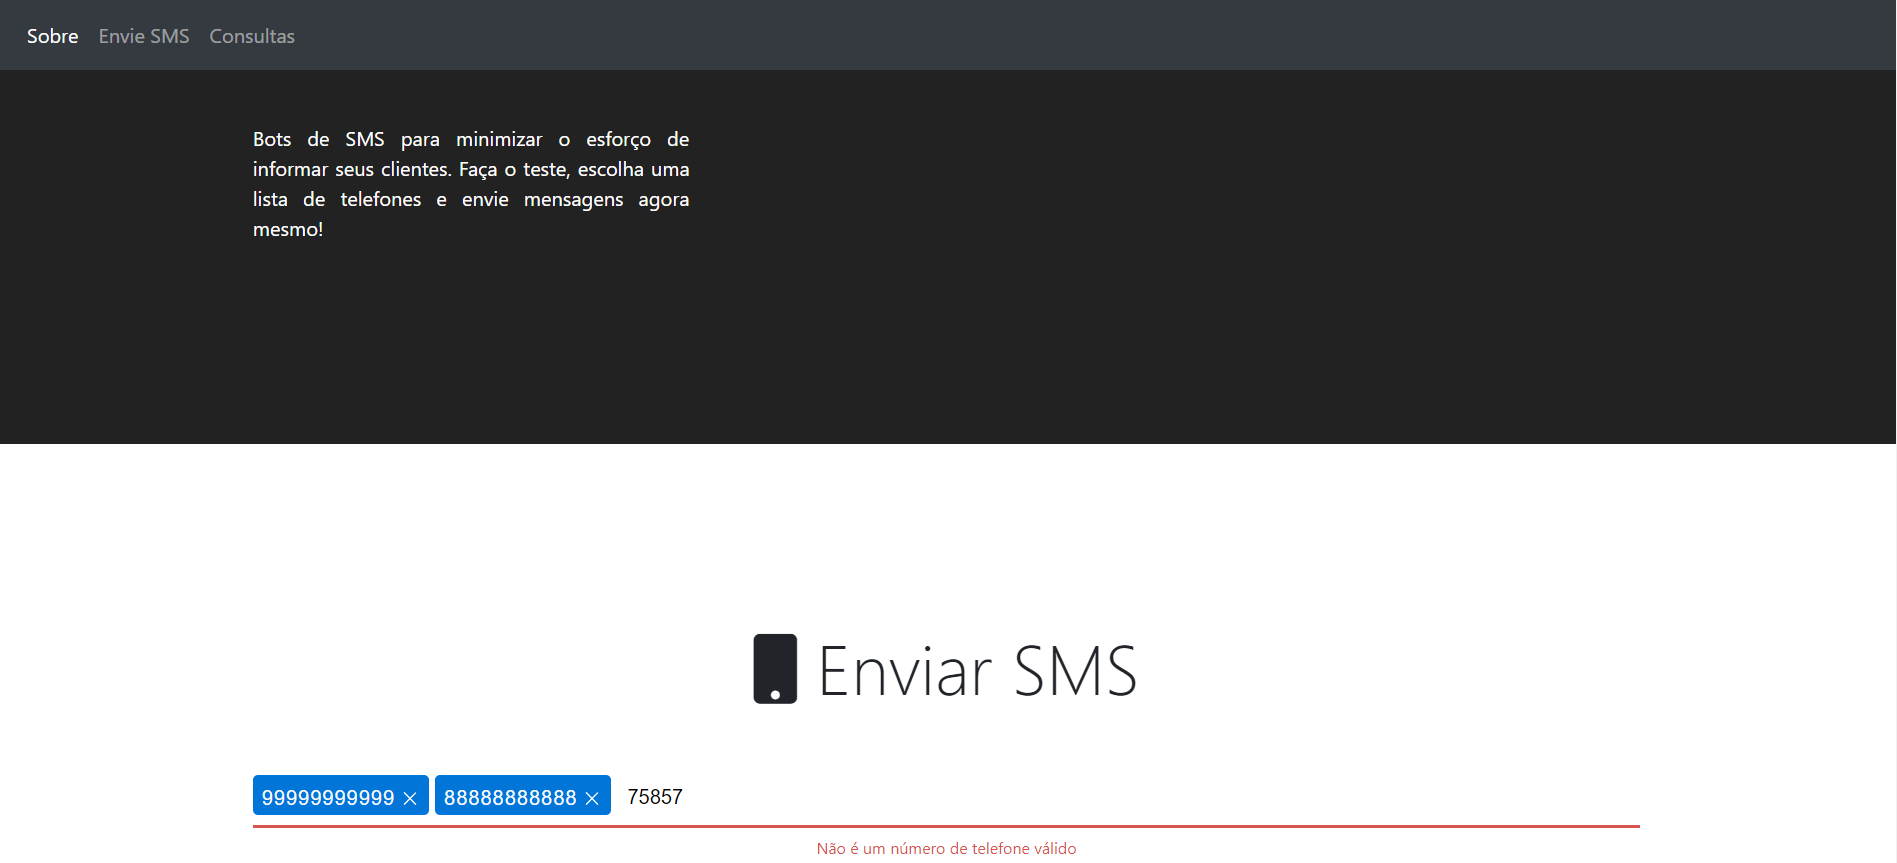 Sobre Envie SMS Consultas
Bots de SMS para minimizar o esforço de
informar seus clientes. Faça o teste, escolha uma
lista de telefones e envie mensagens agora
mesmo!
Enviar SMS
99999999999 × 88888888888 × 75857
Não é um número de telefone válido